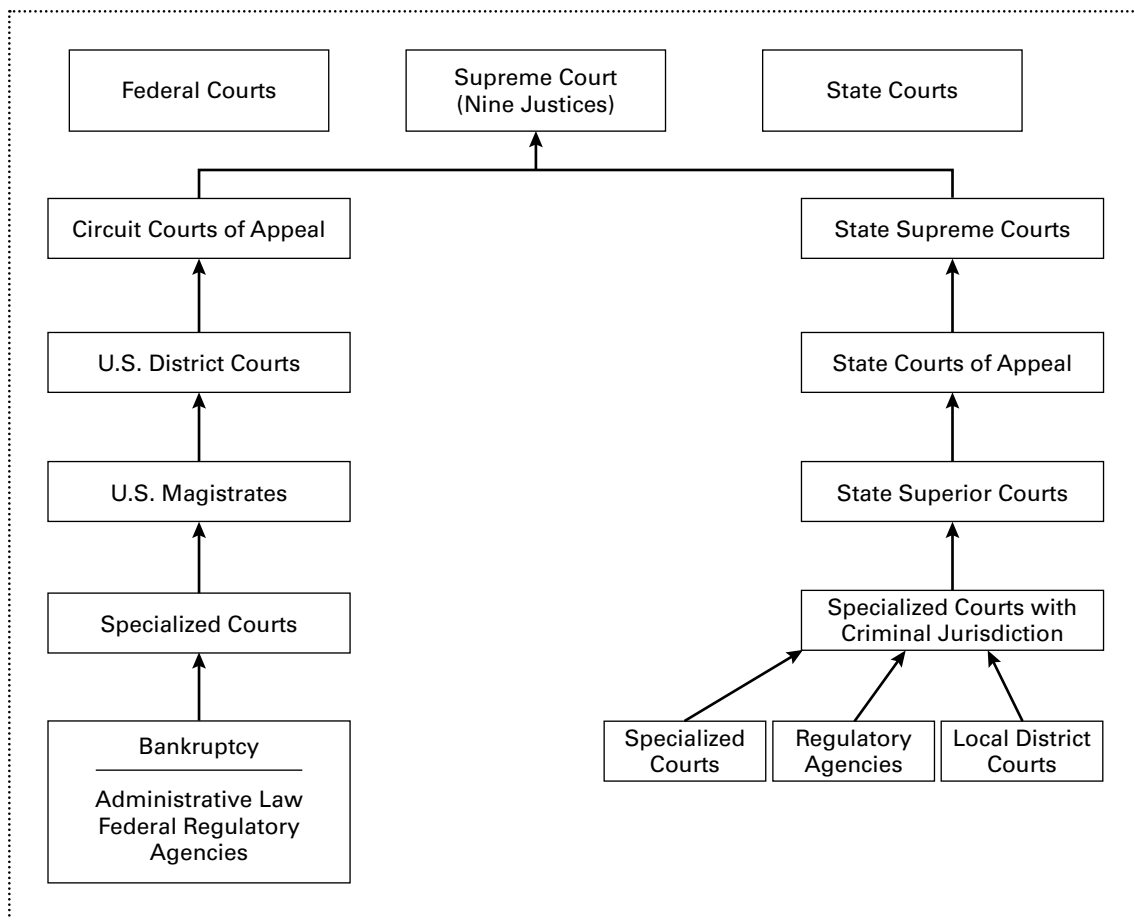 Federal Courts
Supreme Court
(Nine Justices)
State Courts
Circuit Courts of Appeal
State Supreme Courts
U.S. District Courts
State Courts of Appeal
U.S. Magistrates
State Superior Courts
Specialized Courts
Specialized Courts with
Criminal Jurisdiction
Bankruptcy
Administrative Law
Federal Regulatory
Agencies
Specialized
Courts
Regulatory
Agencies
Local District
Courts